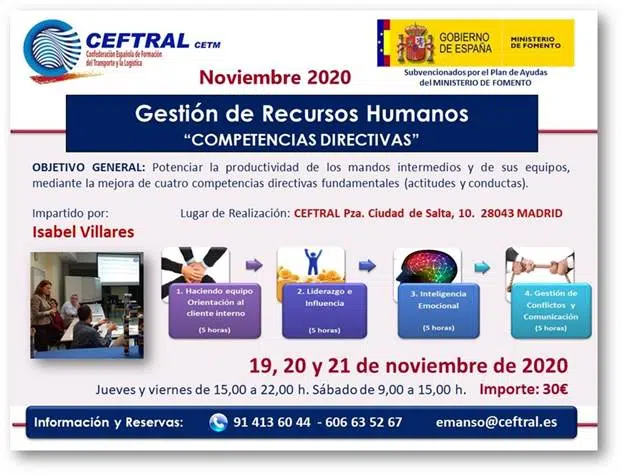 CEFTRAL CETM
Confederación Española de Formación
del Transporte y la Logística
GOBIERNO
DE ESPAÑA
MINISTERIO
DE FOMENTO
Subvencionados por el Plan de Ayudas
del MINISTERIO DE FOMENTO
Noviembre 2020
Gestión de Recursos Humanos
“COMPETENCIAS DIRECTIVAS”
OBJETIVO GENERAL: Potenciar la productividad de los mandos intermedios y de sus equipos,
mediante la mejora de cuatro competencias directivas fundamentales (actitudes y conductas).
Impartido por:
Isabel Villares
Lugar de Realización: CEFTRAL Pza. Ciudad de Salta, 10. 28043 MADRID
1. Haciendo equipo
Orientación al
cliente interno
(5 horas)
2. Liderazgo e
Influencia
(5 horas)
3. Inteligencia
Emocional
(5 horas)
4. Gestión de
Conflictos y
Comunicación
(5 horas)
19, 20 y 21 de noviembre de 2020
Jueves y viernes de 15,00 a 22,00 h. Sábado de 9,00 a 15,00 h. Importe: 30€
Información y Reservas: 91 413 60 44 - 606 63 52 67 emanso@ceftral.es